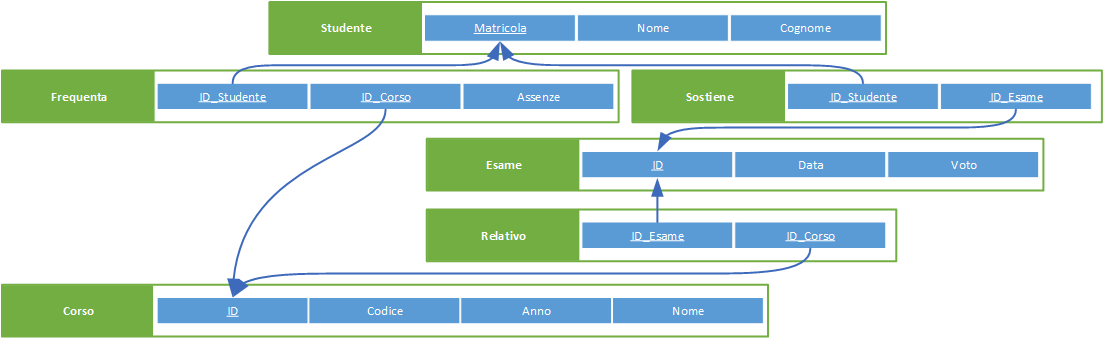 Studente Matricola Nome Cognome
Frequenta ID_Studente ID_Corso Assenze
Sostiene ID_Studente ID_Esame
Esame ID Data Voto
Relativo ID_Esame ID_Corso
Corso ID Codice Anno Nome